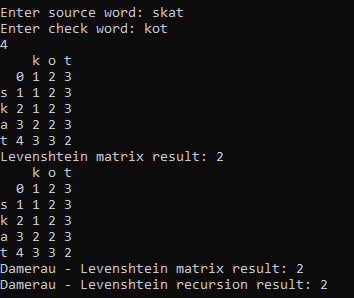 Enter source word: skat
Enter check word: kot
4
    k o t
  0 1 2 3
s 1 1 2 3
k 2 1 2 3
a 3 2 2 3
t 4 3 3 2
Levenshtein matrix result: 2
    k o t
  0 1 2 3
s 1 1 2 3
k 2 1 2 3
a 3 2 2 3
t 4 3 3 2
Damerau - Levenshtein matrix result: 2
Damerau - Levenshtein recursion result: 2